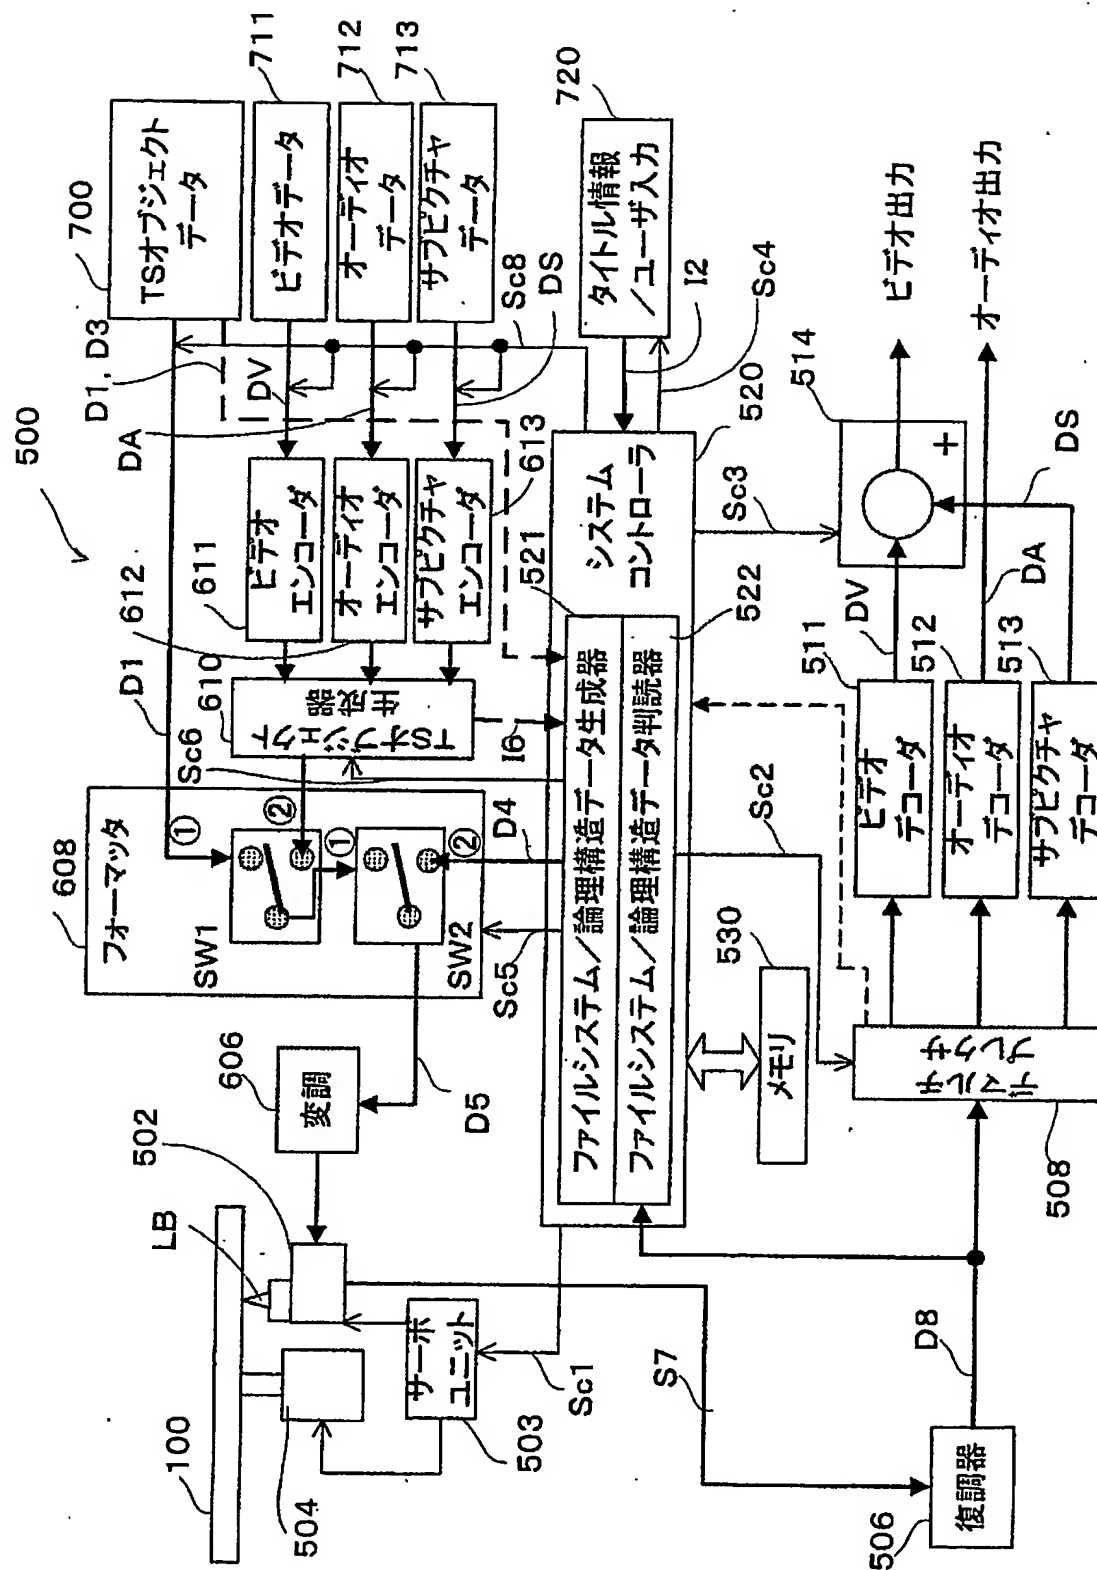 500
100
LB
502
504
サーボ
ユニット
503
Sc1
S7
復調器
506
D8
変調
606
D5
フォーマッタ
608
SW1
SW2
①
②
①
②
Sc5
D4
Sc6
D1
610
TSオブジェクト
生成器
I6
611
612
613
ビデオ
エンコーダ
オーディオ
エンコーダ
サブピクチャ
エンコーダ
DA
DV
D1, D3
DS
Sc8
700
TSオブジェクト
データ
711
ビデオデータ
712
オーディオ
データ
713
サブピクチャ
データ
720
タイトル情報
／ユーザ入力
I2
Sc4
520
システム
コントローラ
521
ファイルシステム／論理構造データ生成器
522
ファイルシステム／論理構造データ判読器
530
メモリ
Sc2
Sc3
508
デマルチ
プレクサ
511
ビデオ
デコーダ
512
オーディオ
デコーダ
513
サブピクチャ
デコーダ
DV
DA
DS
514
+
ビデオ出力
オーディオ出力